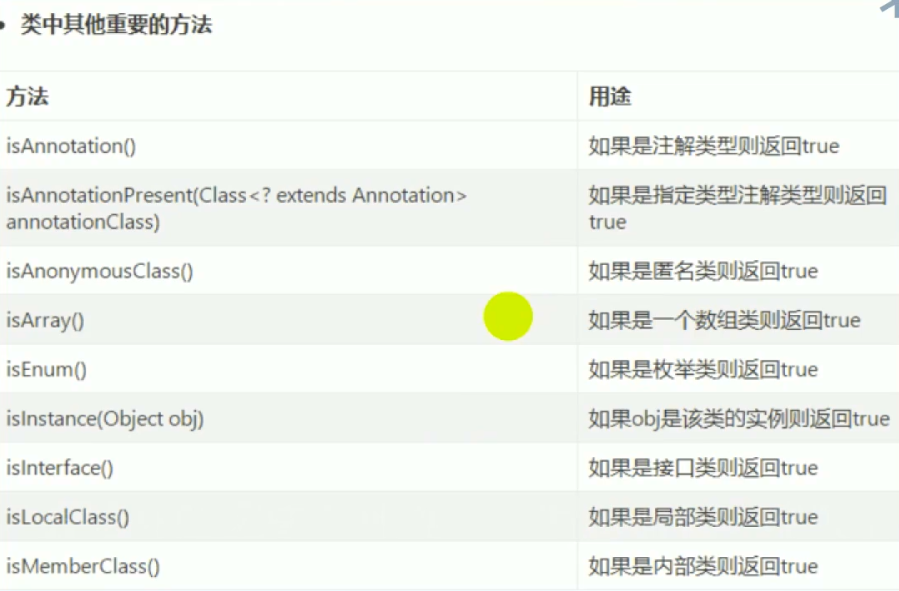 类中其他重要的方法
方法 用途
isAnnotation() 如果是注解类型则返回true
isAnnotationPresent(Class<? extends Annotation> 如果是指定类型注解类型则返回
annotationClass) true
isAnonymousClass() 如果是匿名类则返回true
isArray() 如果是一个数组类则返回true
isEnum() 如果是枚举类则返回true
isInstance(Object obj) 如果obj是该类的实例则返回true
isInterface() 如果是接口类则返回true
isLocalClass() 如果是局部类则返回true
isMemberClass() 如果是内部类则返回true